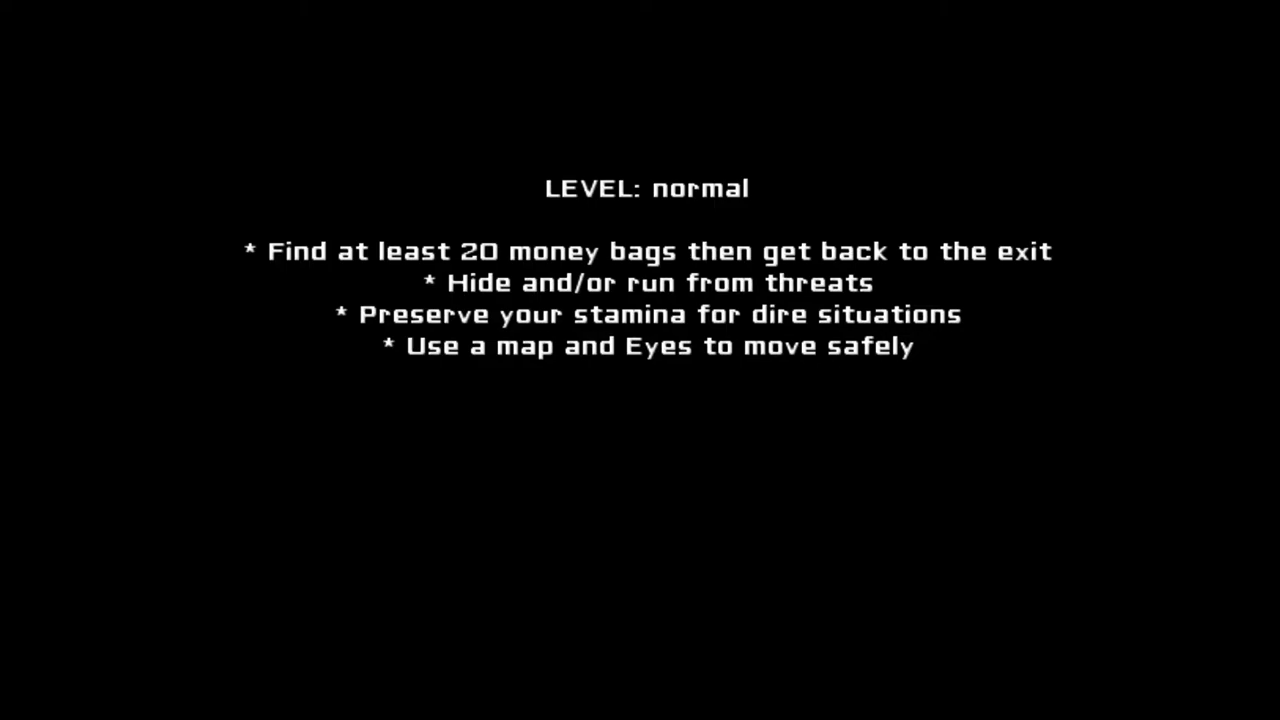 LEVEL: normal
* Find at least 20 money bags then get back to the exit
* Hide and/or run from threats
* Preserve your stamina for dire situations
* Use a map and Eyes to move safely